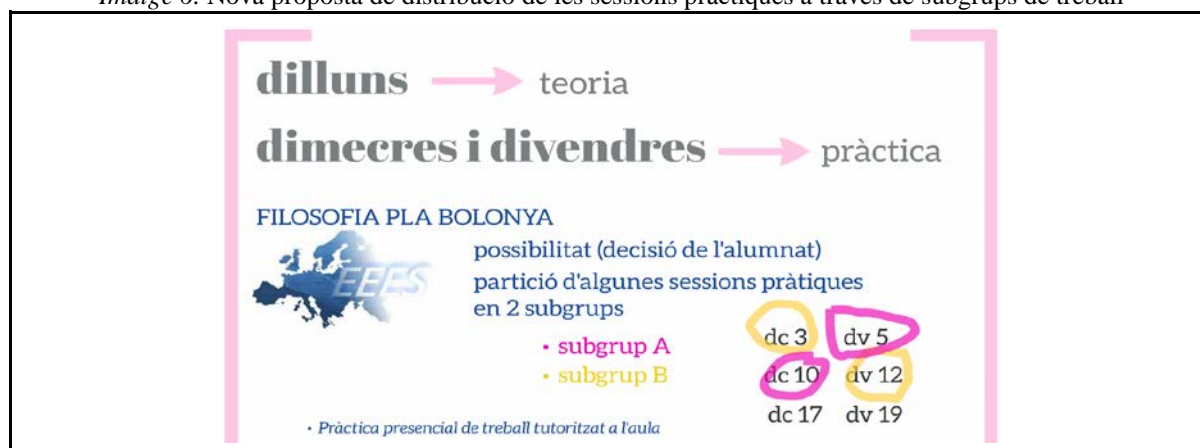 Imatge 6. Nova proposta de distribució de les sessions pràctiques a través de subgrups de treball
dilluns → teoria
dimecres i divendres → pràctica
FILOSOFIA PLA BOLONYA
EEES
possibilitat (decisió de l'alumnat)
partició d'algunes sessions pràtiques
en 2 subgrups
• subgrup A
• subgrup B
dc 3 dv 5
dc 10 dv 12
dc 17 dv 19
• Pràctica presencial de treball tutoritzat a l'aula